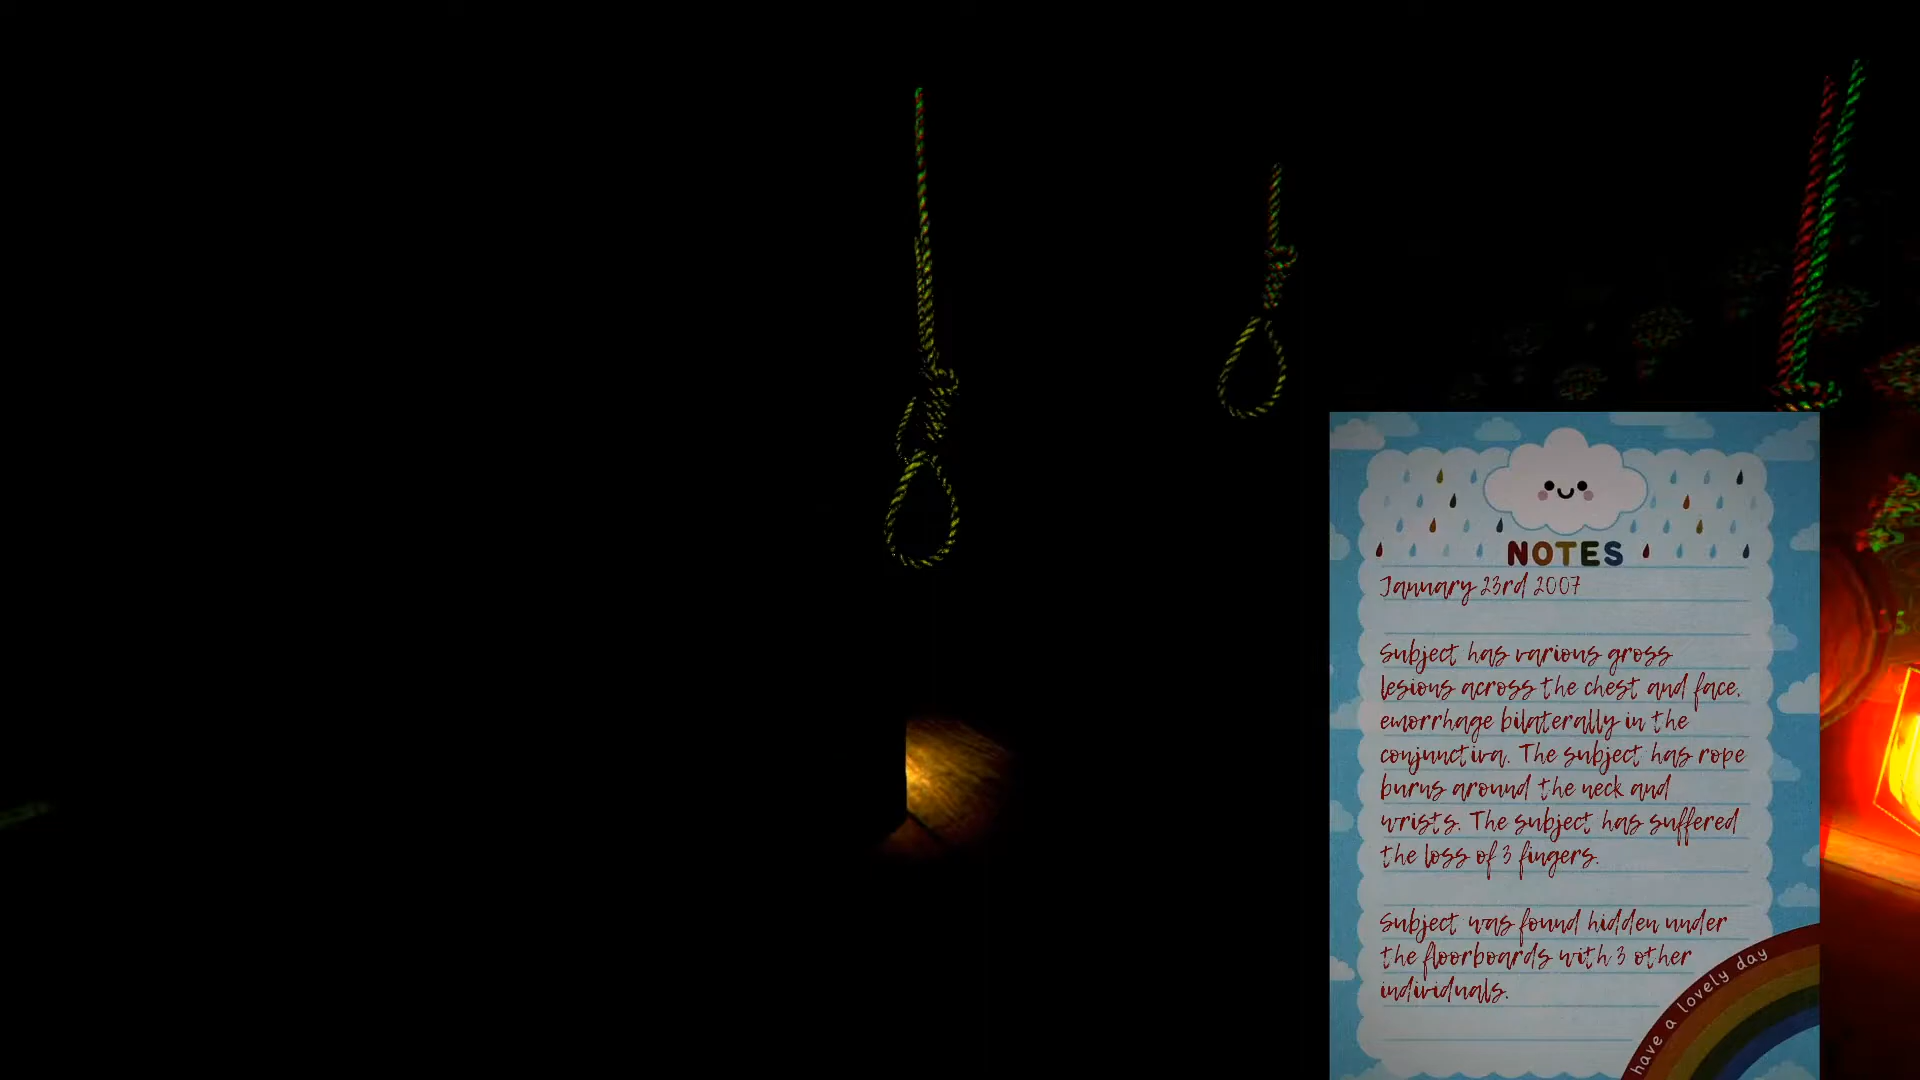 NOTES
January 23rd 2007
Subject has various gross
lesions across the chest and face,
emorrhage bilaterally in the
conjunctiva. The subject has rope
burns around the neck and
wrists. The subject has suffered
the loss of 3 fingers.
Subject was found hidden under
the floorboards with 3 other
individuals.
have a lovely day